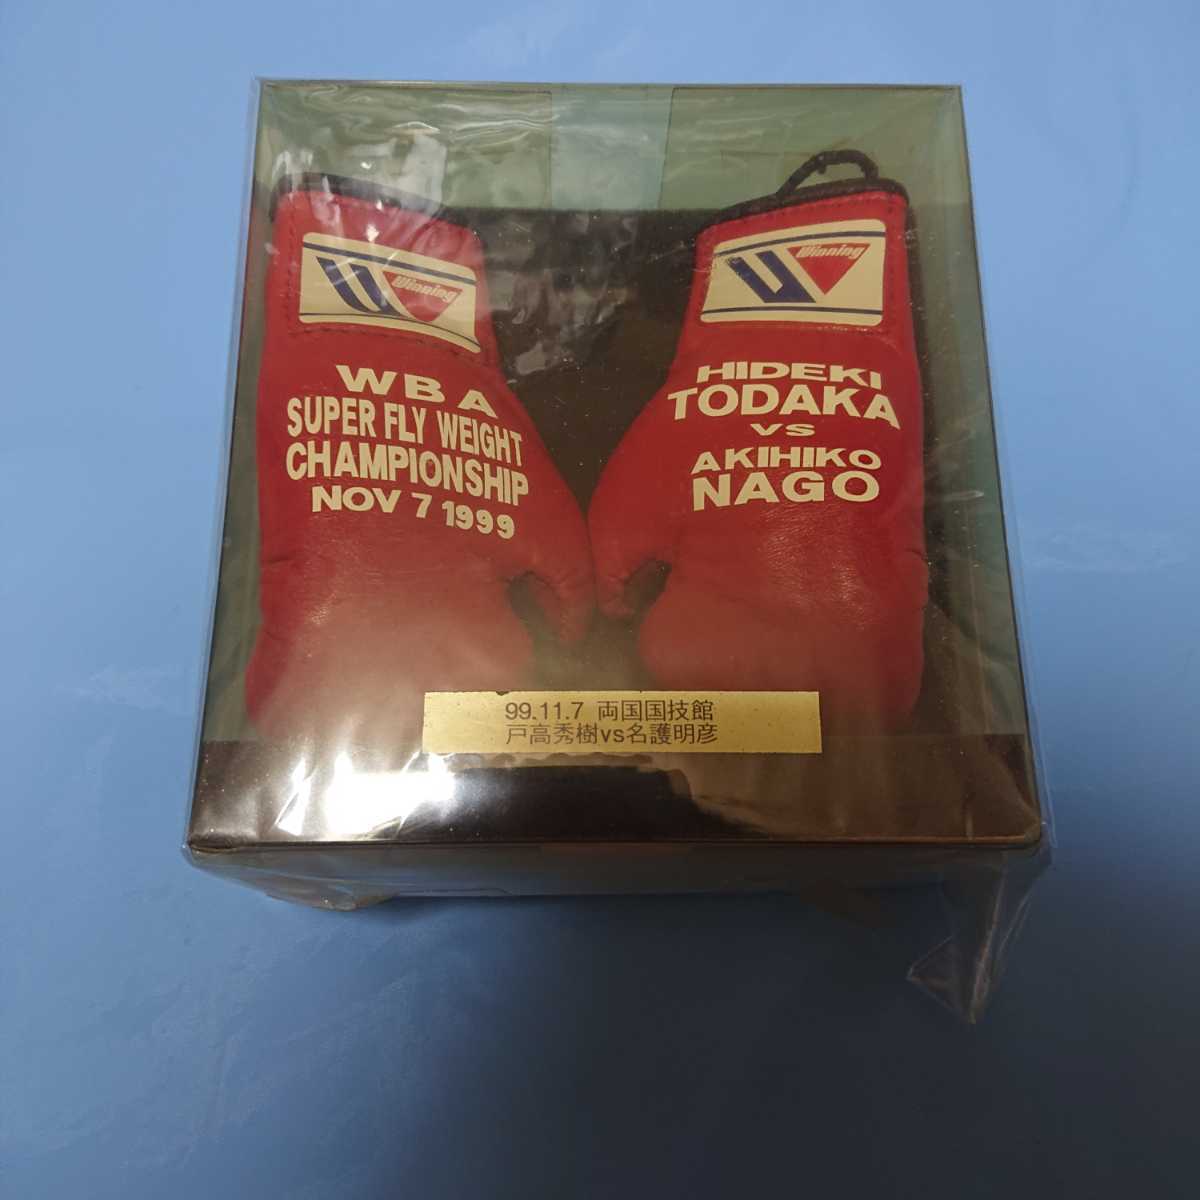 Winning
WBA
SUPER FLY WEIGHT
CHAMPIONSHIP
NOV 7 1999
Winning
HIDEKI
TODAKA
VS
AKIHIKO
NAGO
99.11.7 両国国技館
戸高秀樹vs名護明彦